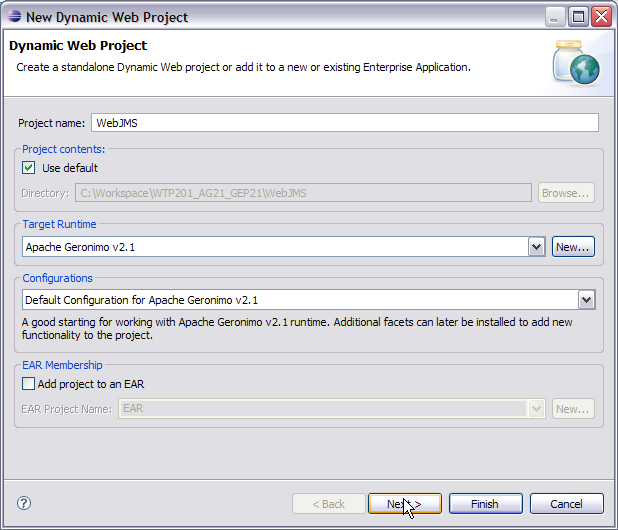 New Dynamic Web Project
Dynamic Web Project
Create a standalone Dynamic Web project or add it to a new or existing Enterprise Application.
Project name: WebJMS
Project contents:
Use default
Directory: C:\Workspace\WTP201_AG21_GEP21\WebJMS Browse...
Target Runtime
Apache Geronimo v2.1 New...
Configurations
Default Configuration for Apache Geronimo v2.1
A good starting for working with Apache Geronimo v2.1 runtime. Additional facets can later be installed to add new
functionality to the project.
EAR Membership
Add project to an EAR
EAR Project Name: EAR New...
? < Back Next > Finish Cancel